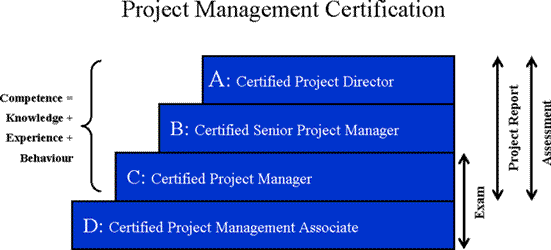 Project Management Certification
A: Certified Project Director
B: Certified Senior Project Manager
C: Certified Project Manager
D: Certified Project Management Associate
Competence =
Knowledge +
Experience +
Behaviour
Exam
Project Report
Assessment